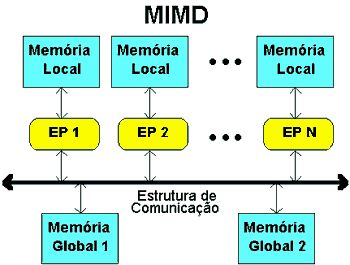 MIMD
Memória
Local
Memória
Local
Memória
Local
EP 1
EP 2
EP N
Estrutura de
Comunicação
Memória
Global 1
Memória
Global 2